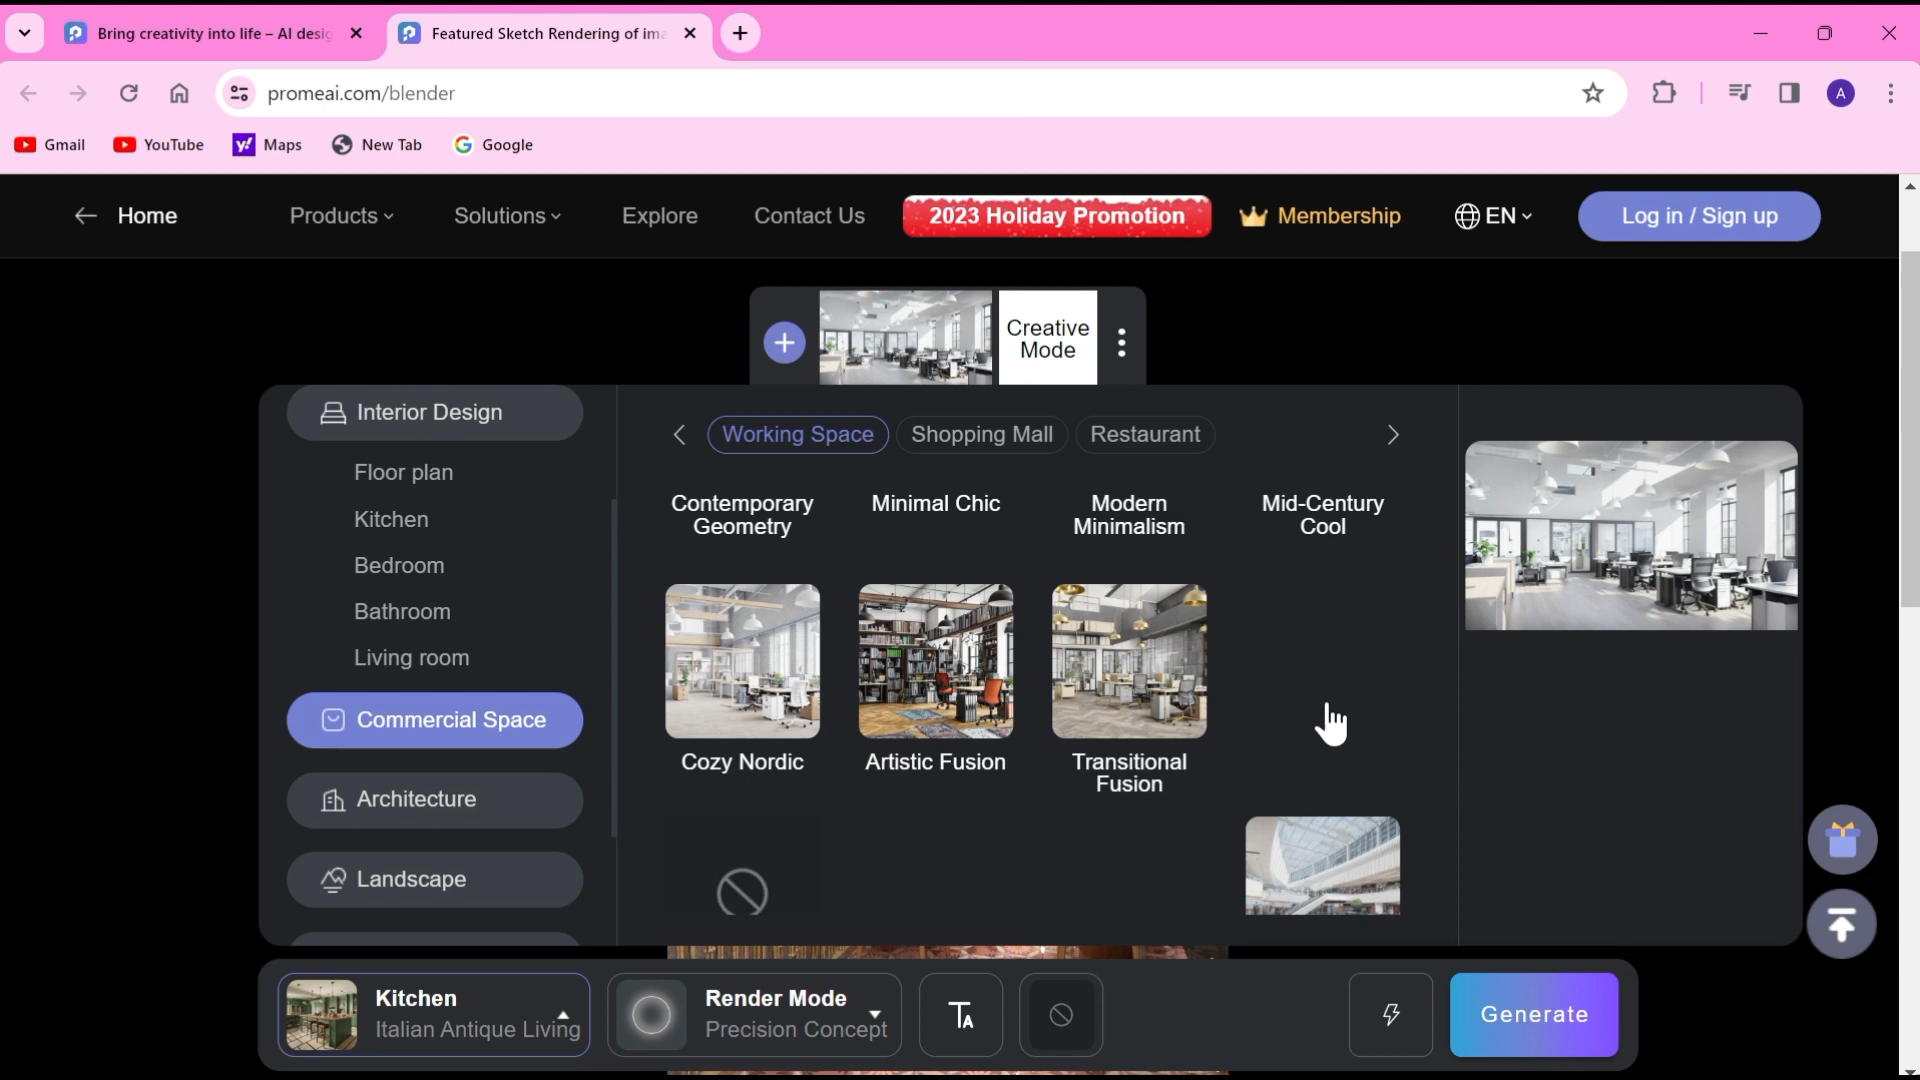 Bring creativity into life – AI desig
Featured Sketch Rendering of ima
promeai.com/blender
A
Gmail
YouTube
Maps
New Tab
Google
Home
Products
Solutions
Explore
Contact Us
2023 Holiday Promotion
Membership
EN
Log in / Sign up
Creative
Mode
Interior Design
Floor plan
Kitchen
Bedroom
Bathroom
Living room
Commercial Space
Architecture
Landscape
Working Space
Shopping Mall
Restaurant
Contemporary
Geometry
Minimal Chic
Modern
Minimalism
Mid-Century
Cool
Cozy Nordic
Artistic Fusion
Transitional
Fusion
Kitchen
Italian Antique Living
Render Mode
Precision Concept
Generate